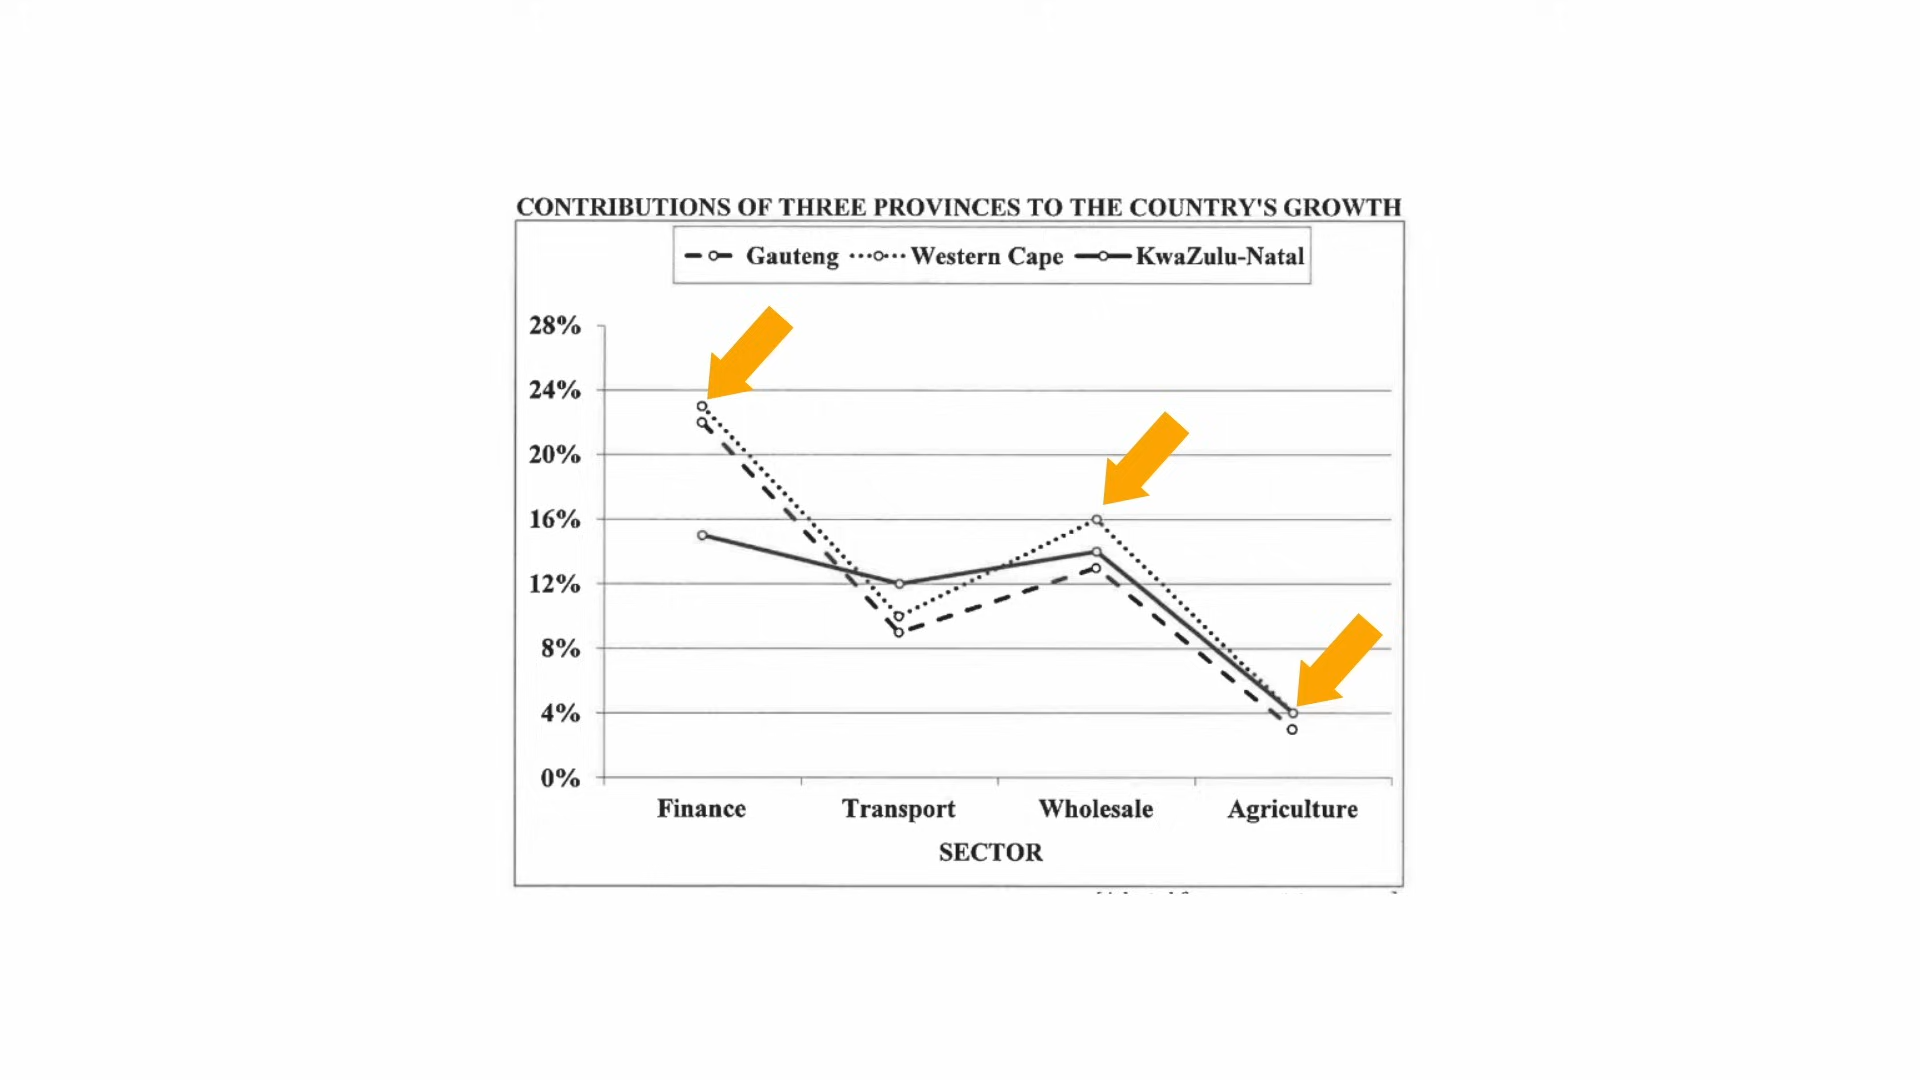 CONTRIBUTIONS OF THREE PROVINCES TO THE COUNTRY'S GROWTH
Gauteng Western Cape KwaZulu-Natal
28%
24%
20%
16%
12%
8%
4%
0%
Finance Transport Wholesale Agriculture
SECTOR